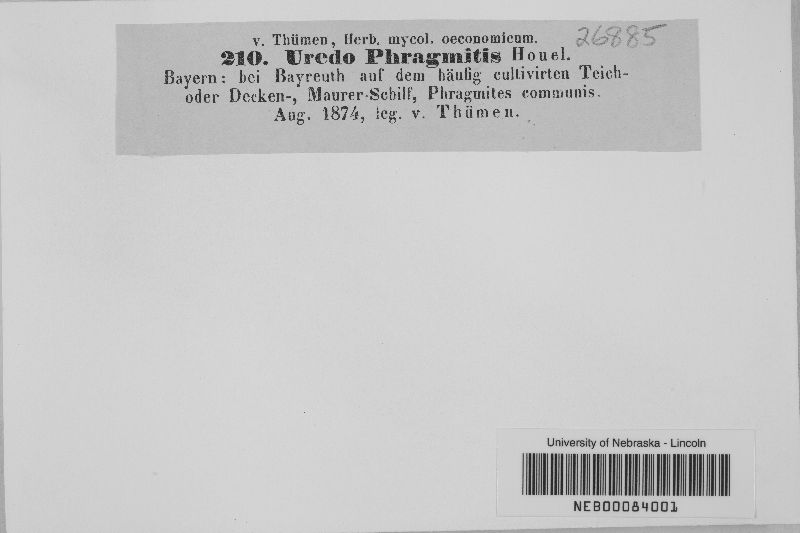 v. Thümen, Herb. mycol. oeconomicum. 26885
210. Uredo Phragmitis Houel.
Bayern: bei Bayreuth auf dem häufig cultivirten Teich-
oder Decken-, Maurer-Schilf, Phragmites communis.
Aug. 1874, leg. v. Thümen.
University of Nebraska - Lincoln
NEB00084001